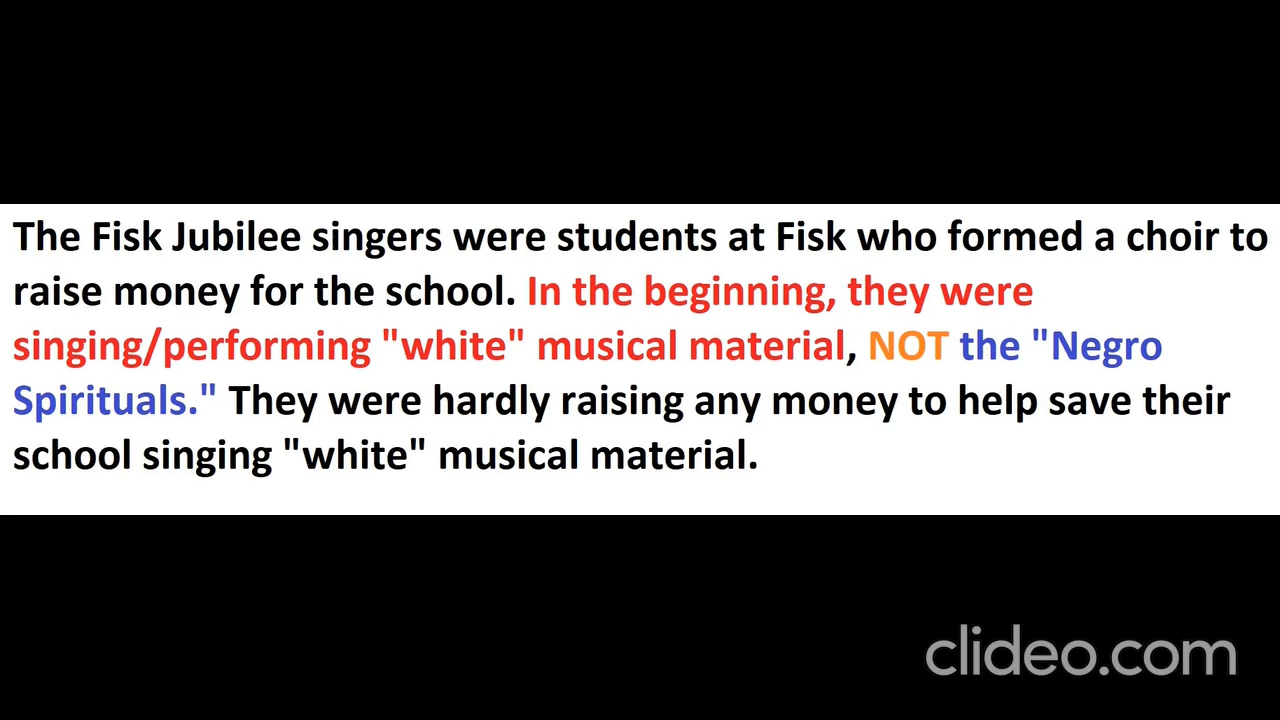 The Fisk Jubilee singers were students at Fisk who formed a choir to
raise money for the school. In the beginning, they were
singing/performing "white" musical material, NOT the "Negro
Spirituals." They were hardly raising any money to help save their
school singing "white" musical material.
clideo.com